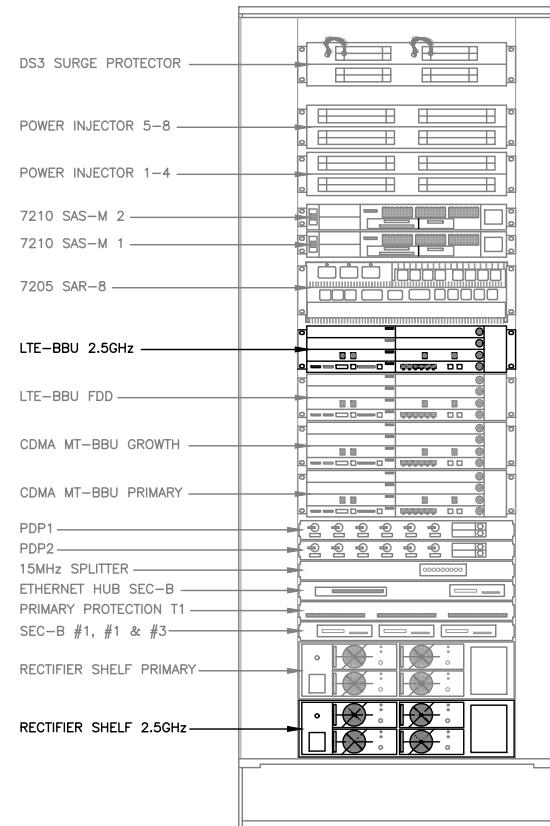 DS3 SURGE PROTECTOR
POWER INJECTOR 5-8
POWER INJECTOR 1-4
7210 SAS-M 2
7210 SAS-M 1
7205 SAR-8
LTE-BBU 2.5GHz
LTE-BBU FDD
CDMA MT-BBU GROWTH
CDMA MT-BBU PRIMARY
PDP1
PDP2
15MHz SPLITTER
ETHERNET HUB SEC-B
PRIMARY PROTECTION T1
SEC-B #1, #1 & #3
RECTIFIER SHELF PRIMARY
RECTIFIER SHELF 2.5GHz